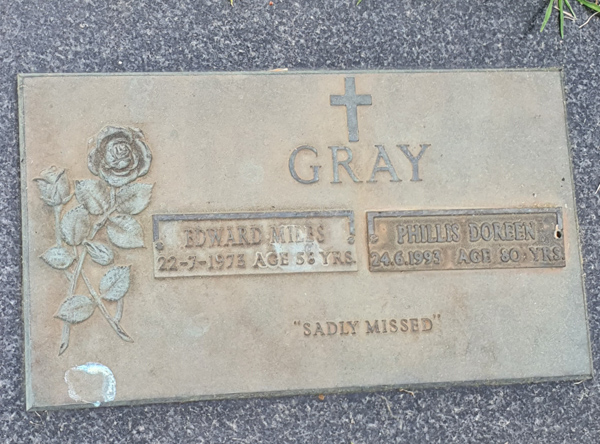 GRAY
EDWARD MILES
22-7-1973 AGE 56 YRS.
PHILLIS DOREEN
24.6.1993 AGE 80 YRS.
"SADLY MISSED"